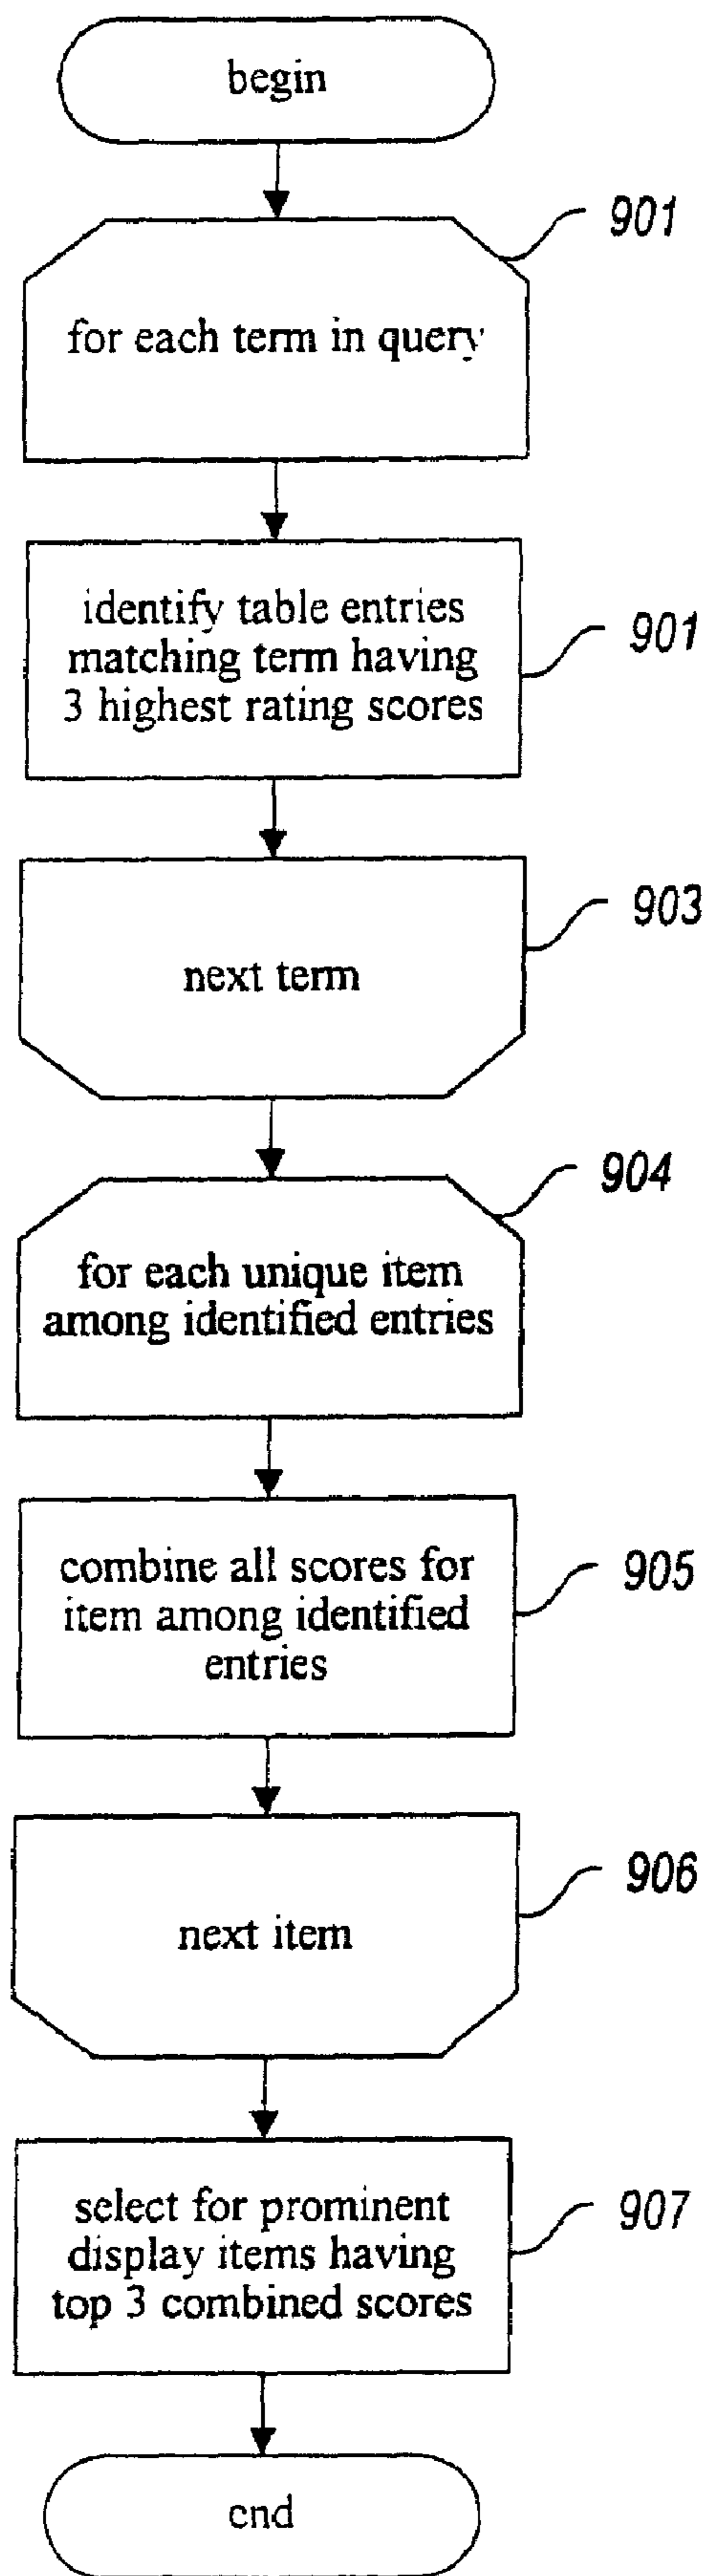 begin
901
for each term in query
identify table entries
matching term having
3 highest rating scores
901
next term
903
904
for each unique item
among identified entries
combine all scores for
item among identified
entries
905
next item
906
select for prominent
display items having
top 3 combined scores
907
end